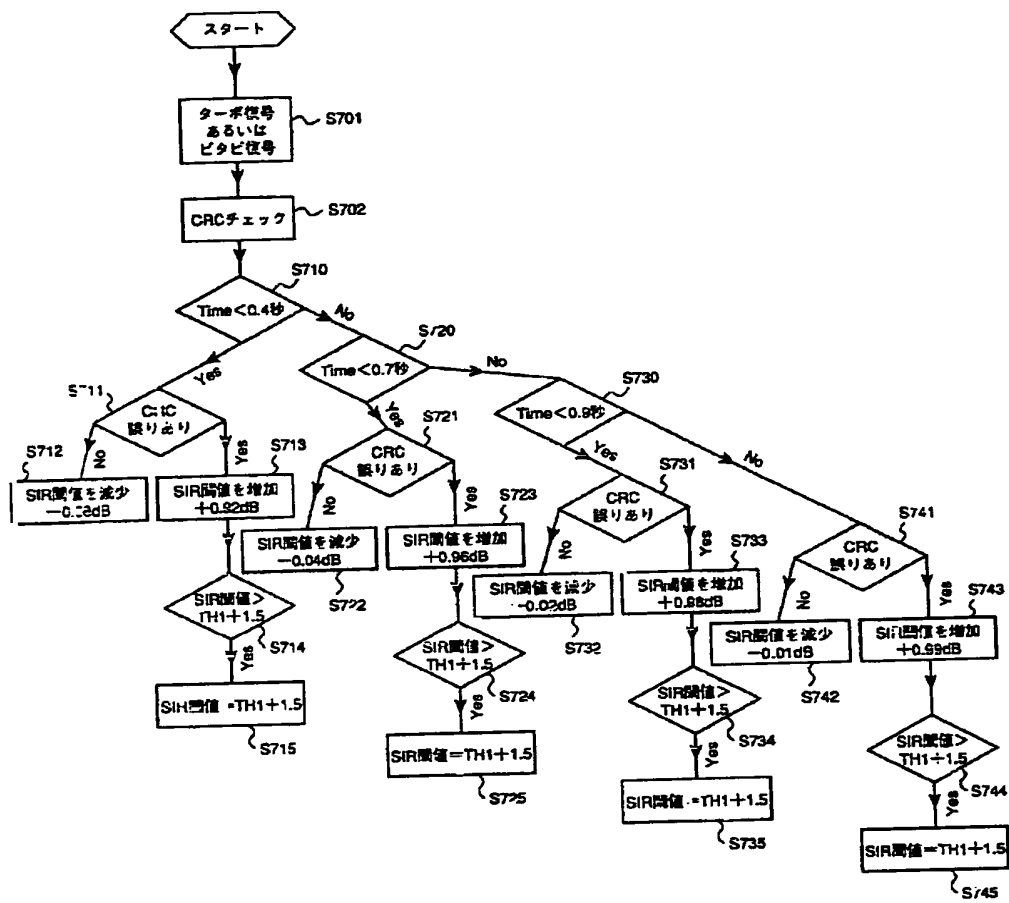 スタート
ターボ復号
あるいは
ビタビ復号
S701
CRCチェック
S702
S710
Time<0.4秒
No
Yes
S720
Time<0.7秒
No
Yes
S730
Time<0.9秒
No
Yes
S711
CRC
誤りあり
No
Yes
S712
SIR閾値を減少
S713
SIR閾値を増加
+0.92dB
SIR閾値>
TH1+1.5
S714
Yes
SIR閾値=TH1+1.5
S715
S721
CRC
誤りあり
No
Yes
SIR閾値を減少
−0.04dB
S722
S723
SIR閾値を増加
+0.96dB
SIR閾値>
TH1+1.5
S724
Yes
SIR閾値=TH1+1.5
S725
S731
CRC
誤りあり
No
Yes
SIR閾値を減少
−0.02dB
S732
S733
SIR閾値を増加
+0.98dB
SIR閾値>
TH1+1.5
S734
Yes
SIR閾値=TH1+1.5
S735
S741
CRC
誤りあり
No
Yes
SIR閾値を減少
−0.01dB
S742
S743
SIR閾値を増加
+0.99dB
SIR閾値>
TH1+1.5
S744
Yes
SIR閾値=TH1+1.5
S745